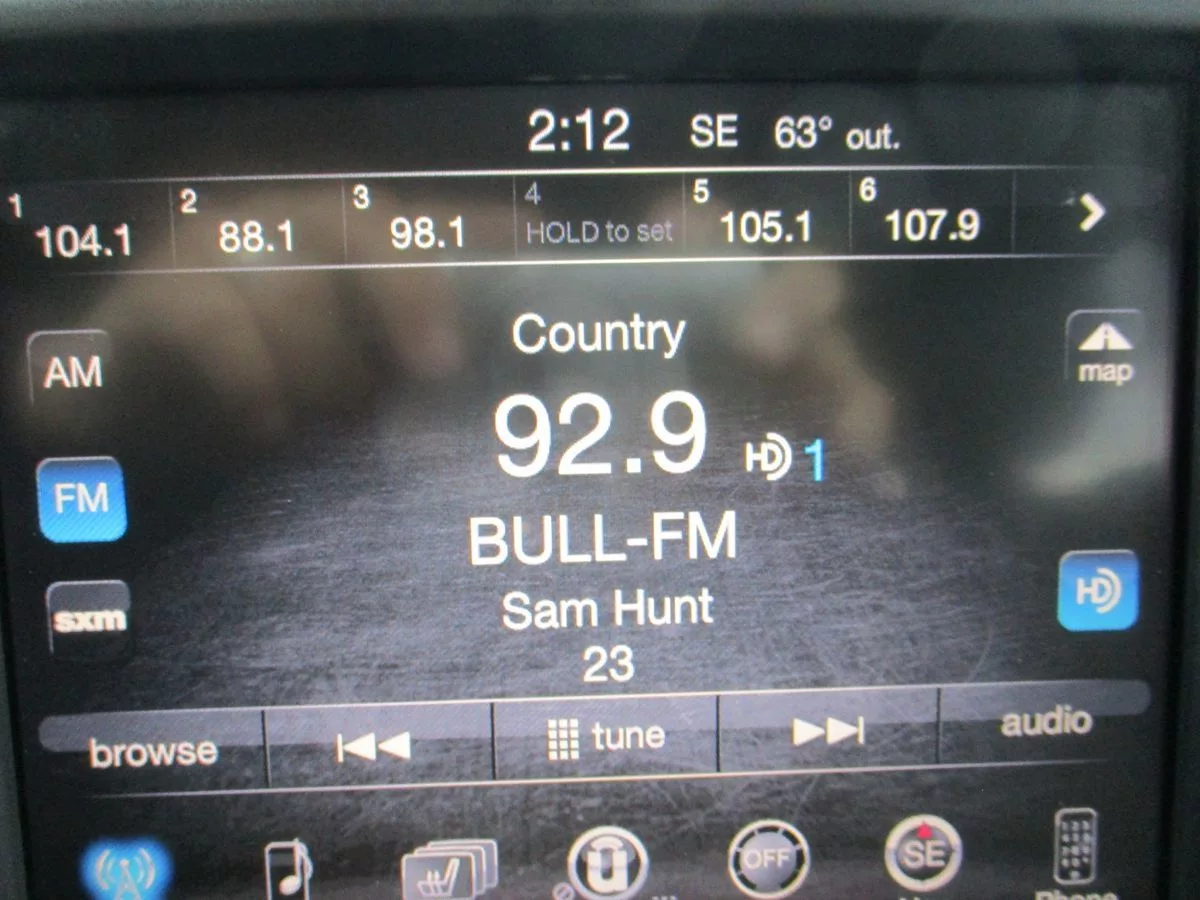 2:12 SE 63° out.
1 2 3 4 5 6
104.1 88.1 98.1 HOLD to set 105.1 107.9
Country
AM
map
92.9 HD 1
FM
BULL-FM
HD
sxm
Sam Hunt
23
browse tune audio
OFF SE
Phone